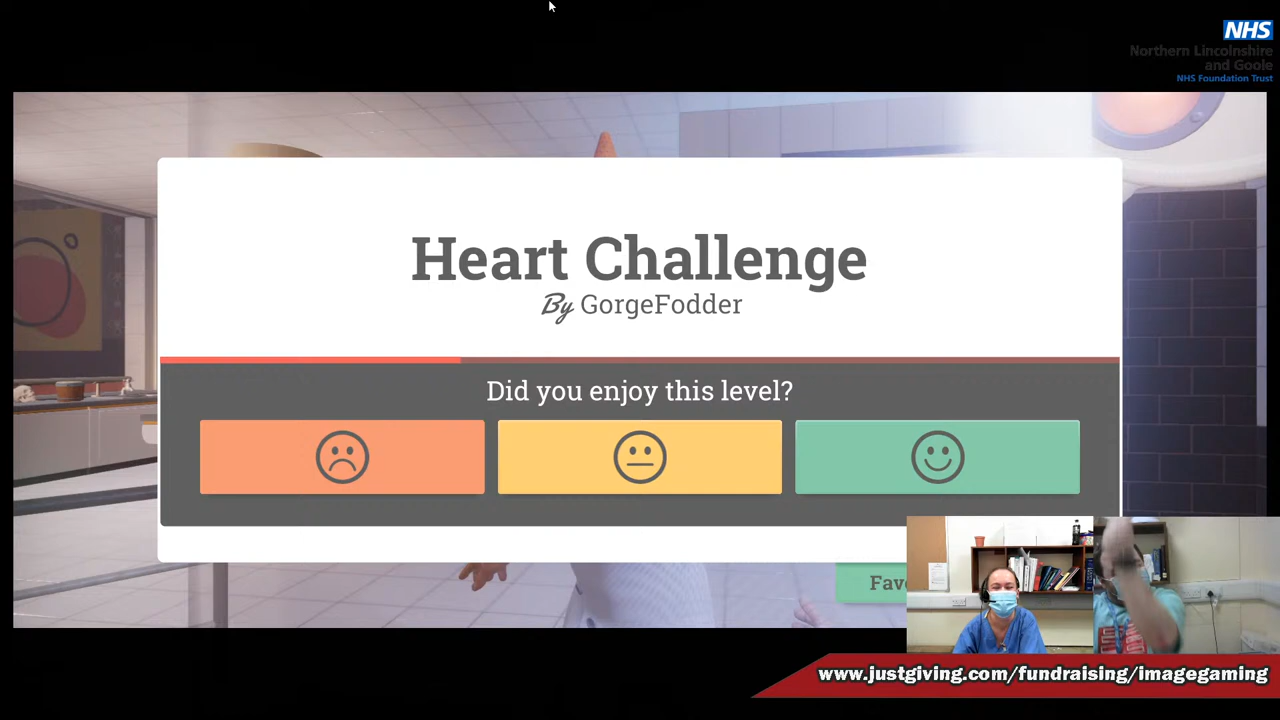 NHS
Northern Lincolnshire
and Goole
NHS Foundation Trust
Heart Challenge
By GorgeFodder
Did you enjoy this level?
www.justgiving.com/fundraising/imagegaming